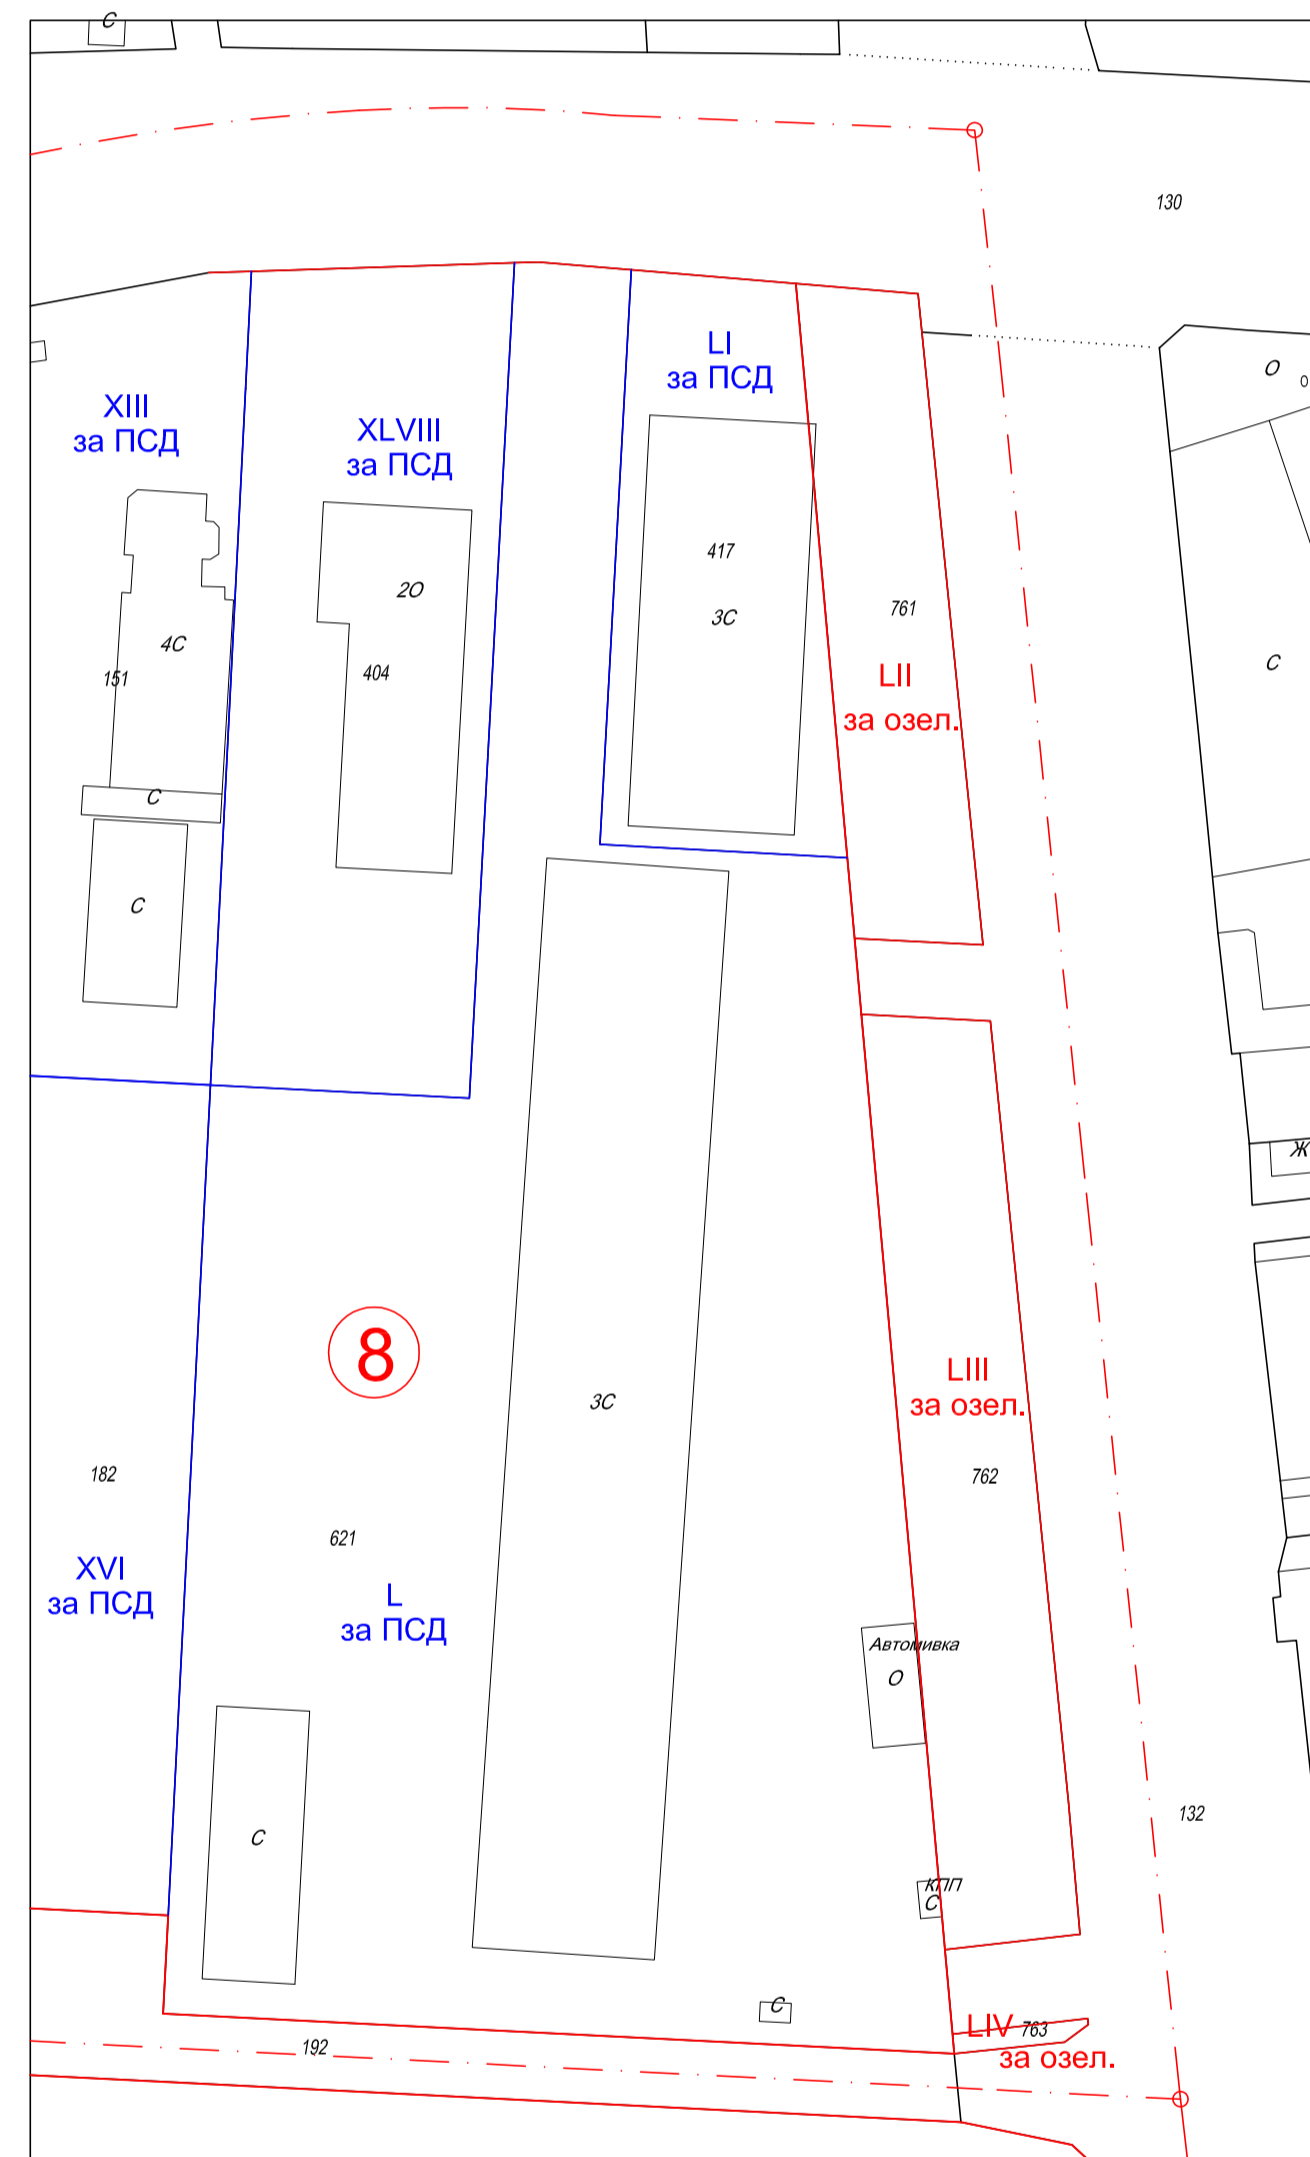 С
130
LI
за ПСД
О
О
XIII
за ПСД
XLVIII
за ПСД
417
2О
761
3С
4С
С
404
151
LII
за озел.
С
С
Ж
8
LIII
за озел.
3С
182
762
621
XVI
за ПСД
L
за ПСД
Автомивка
О
132
С
КПП
С
С
LIV 763
за озел.
192